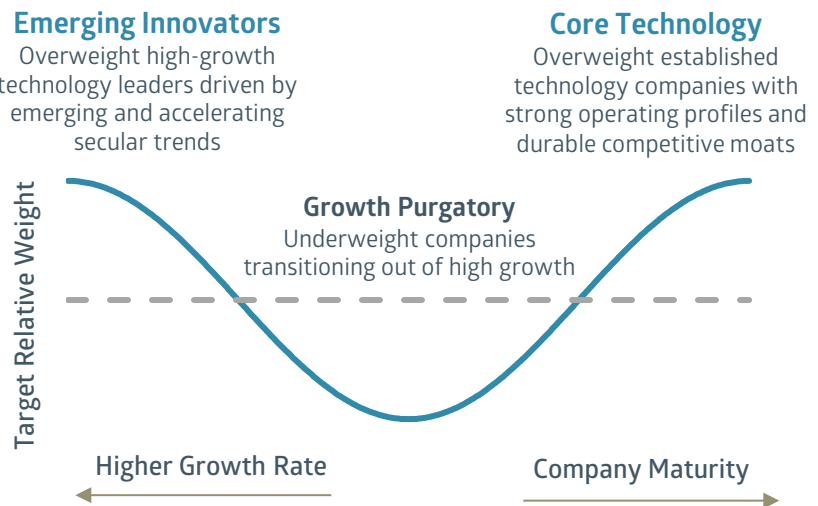 Emerging Innovators
Overweight high-growth
technology leaders driven by
emerging and accelerating
secular trends
Core Technology
Overweight established
technology companies with
strong operating profiles and
durable competitive moats
Growth Purgatory
Underweight companies
transitioning out of high growth
Target Relative Weight
Higher Growth Rate
Company Maturity